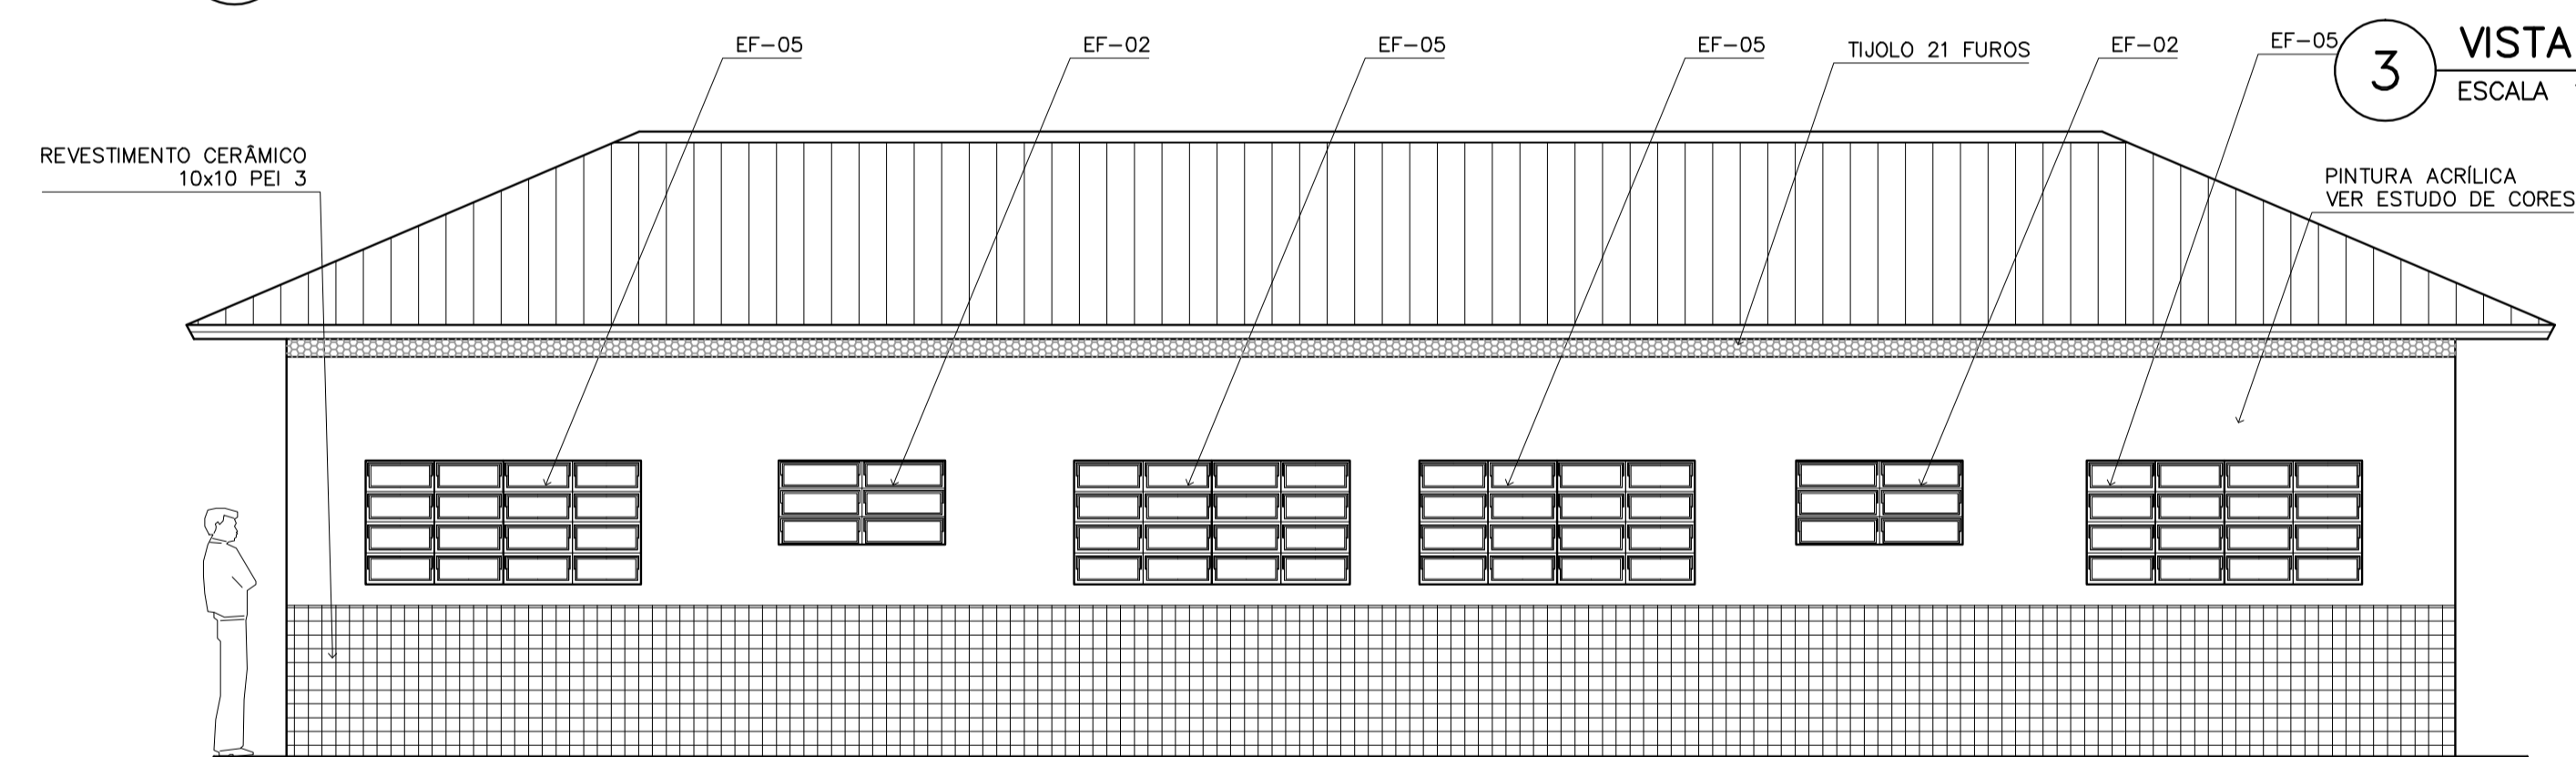 EF-05
EF-02
EF-05
EF-05
TIJOLO 21 FUROS
EF-02
EF-05
3
VISTA
ESCALA
REVESTIMENTO CERÂMICO
10x10 PEI 3
PINTURA ACRÍLICA
VER ESTUDO DE CORES